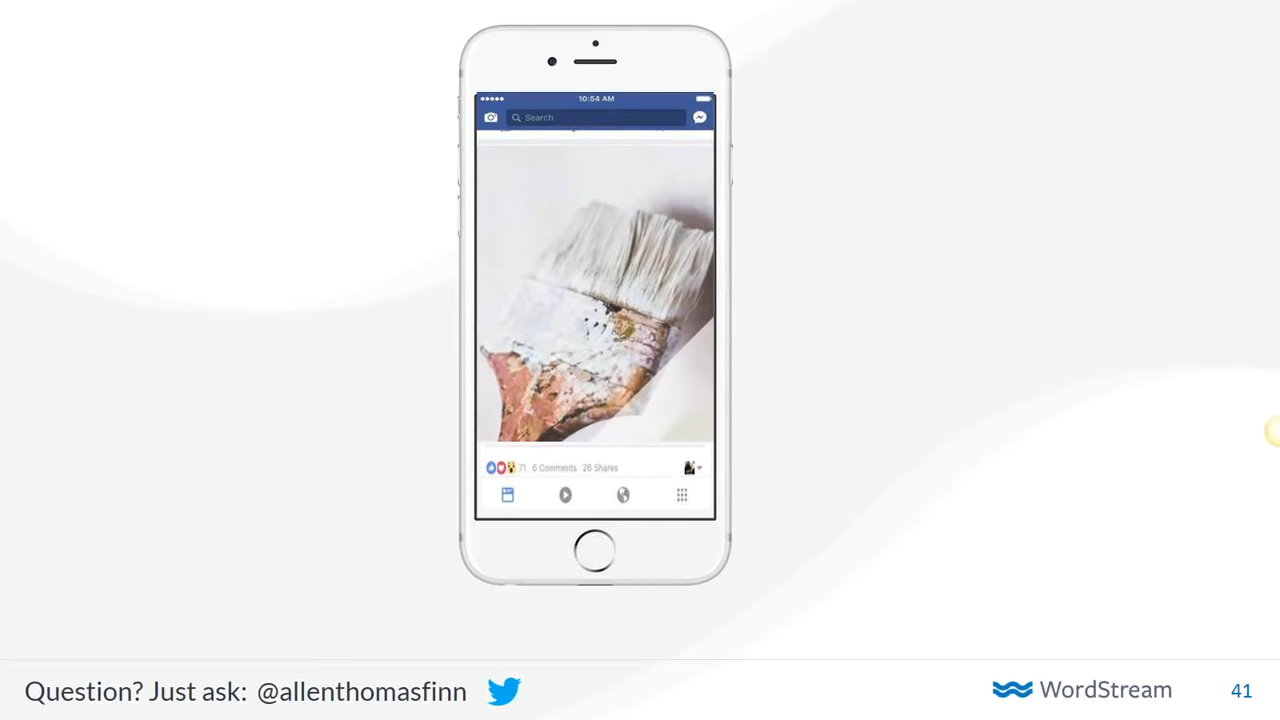 10:54 AM
Search
71 6 Comments 26 Shares
Question? Just ask: @allenthomasfinn
WordStream
41